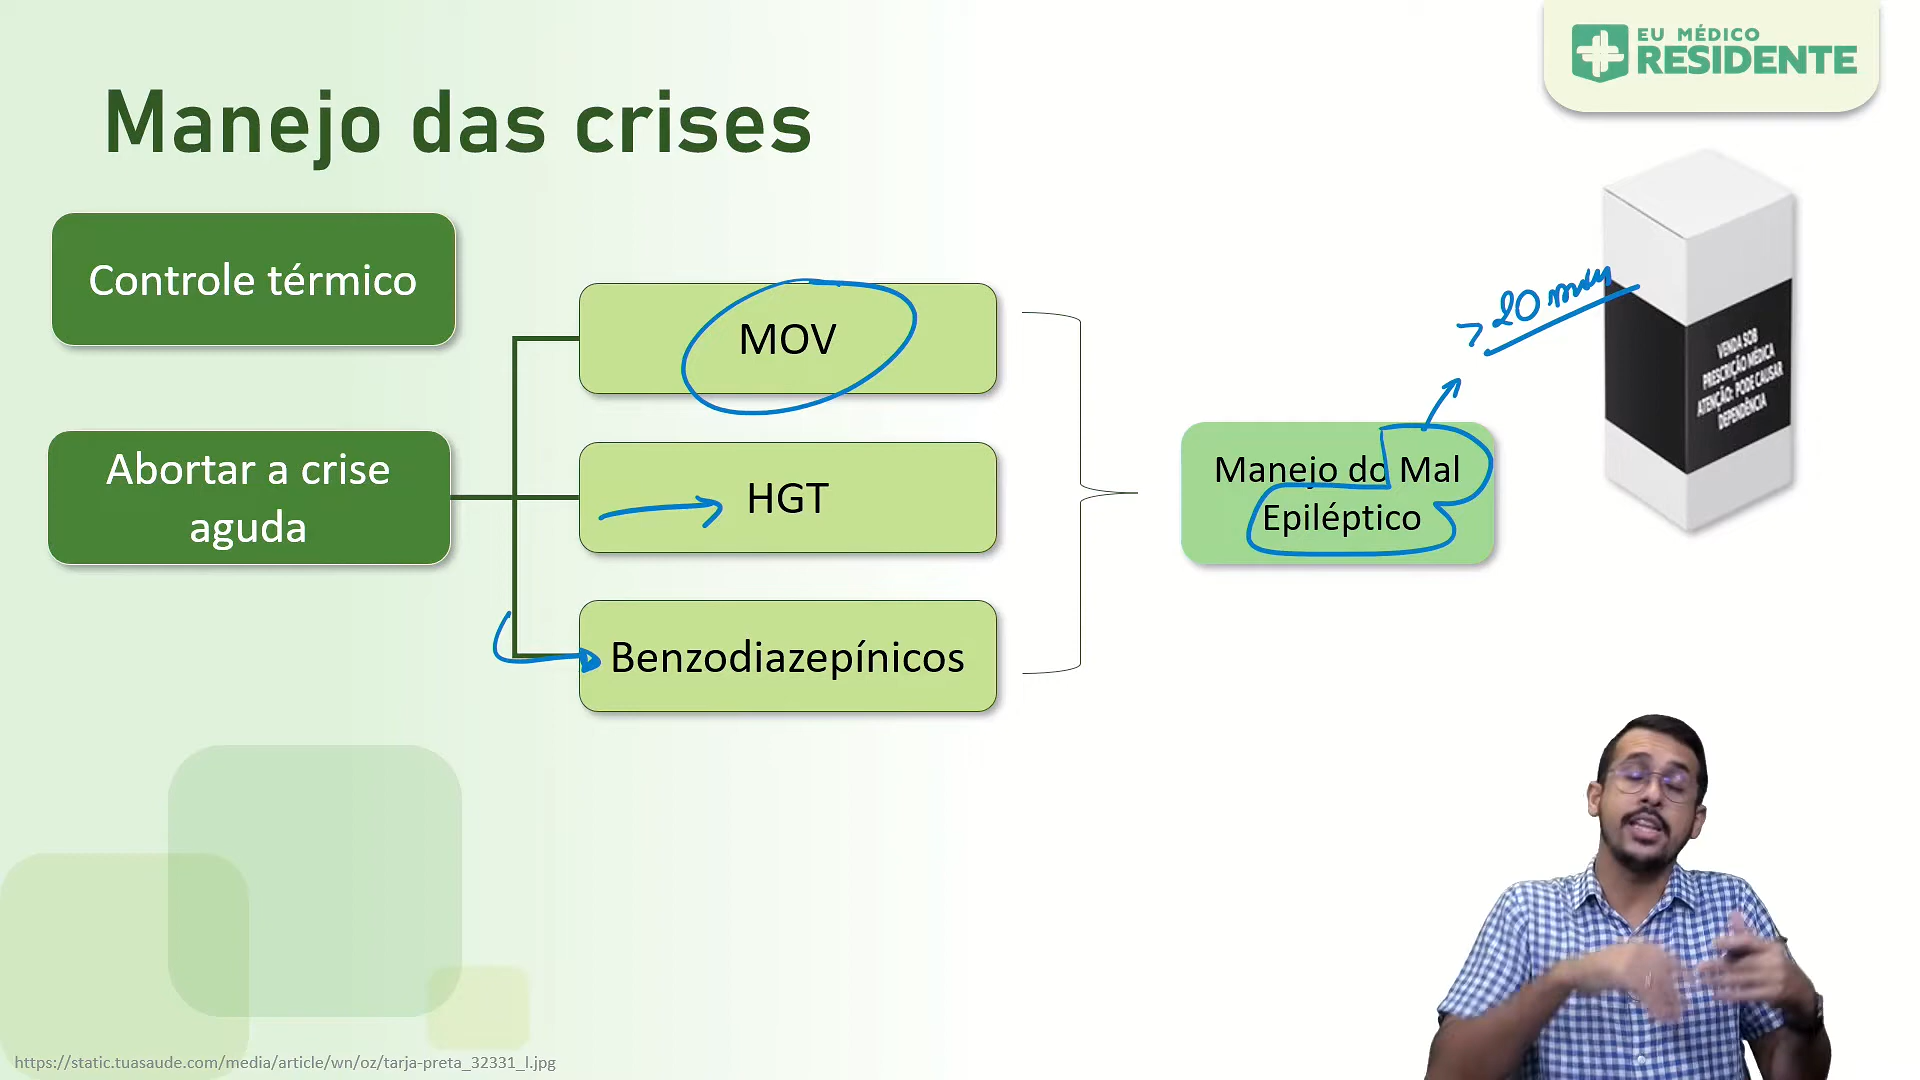 EU MÉDICO
RESIDENTE
Manejo das crises
Controle térmico
Abortar a crise
aguda
MOV
HGT
Benzodiazepínicos
Manejo do Mal
Epiléptico
> 20 min
VENDA SOB
PRESCRIÇÃO MÉDICA
ATENÇÃO: PODE CAUSAR
DEPENDÊNCIA
https://static.tuasaude.com/media/article/wn/oz/tarja-preta_32331_l.jpg